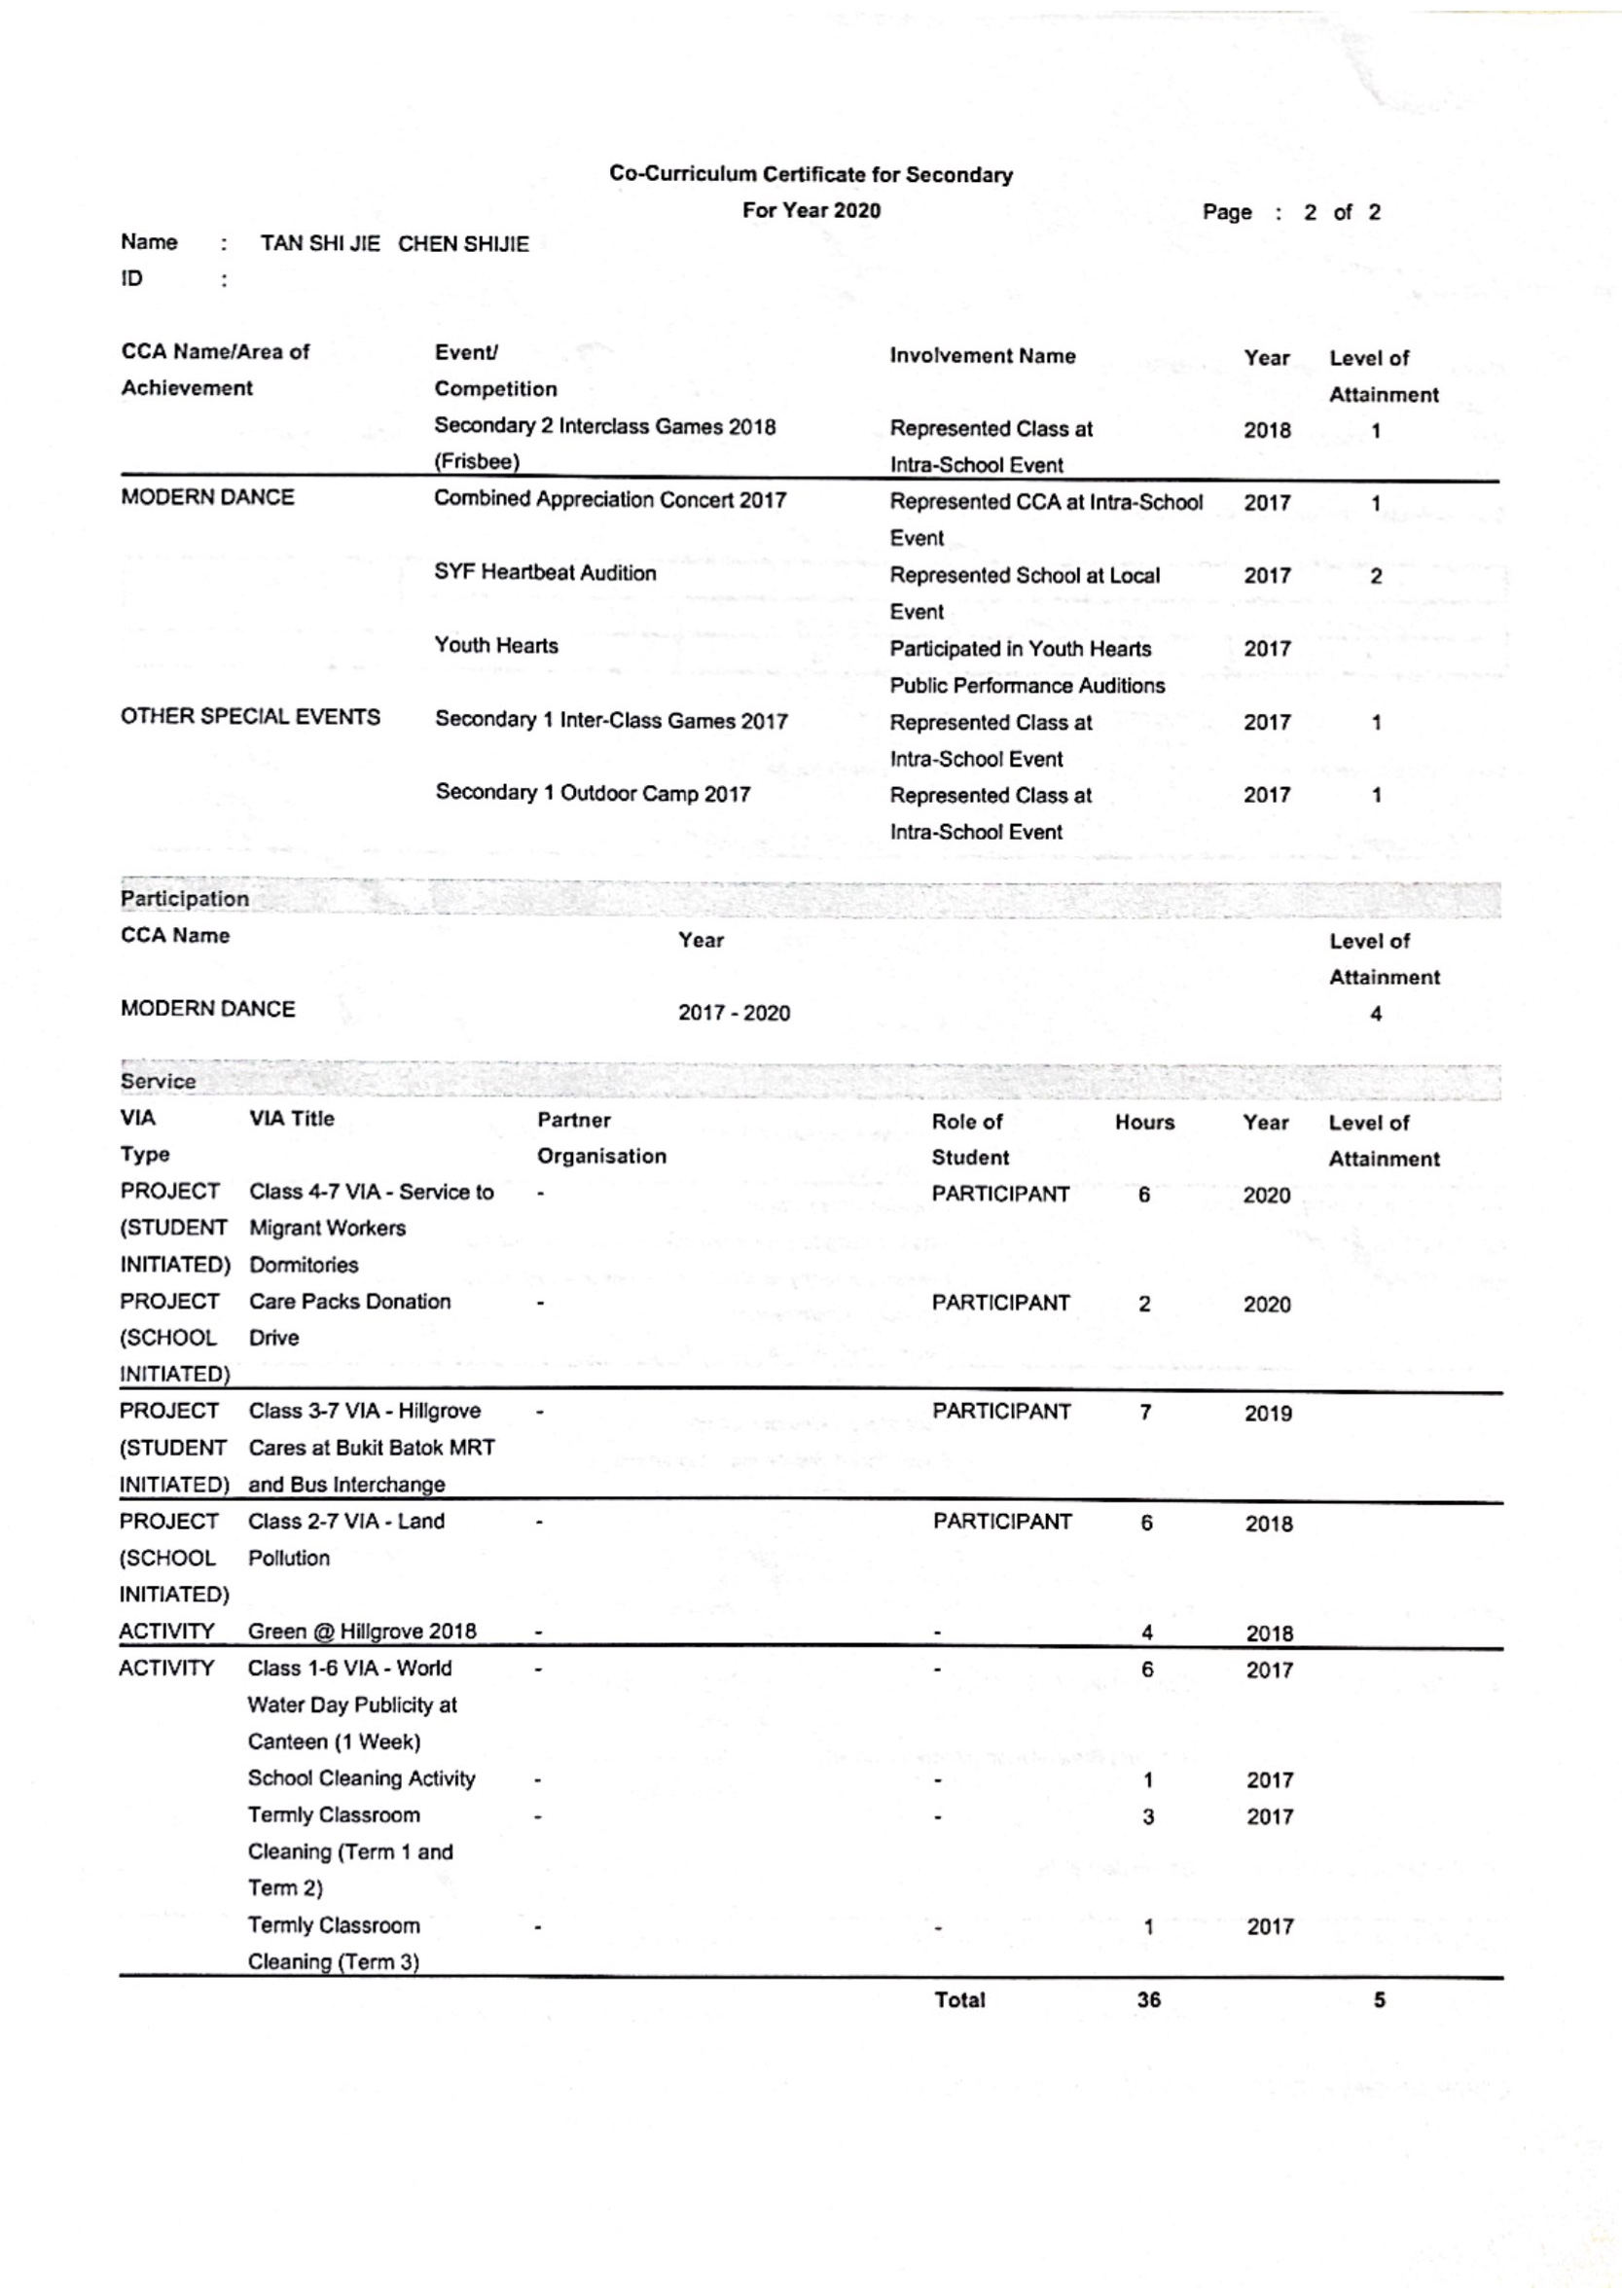 Co-Curriculum Certificate for Secondary
For Year 2020
Page : 2 of 2
Name : TAN SHI JIE CHEN SHIJIE
ID :
CCA Name/Area of Event/ Involvement Name Year Level of
Achievement Competition Attainment
Secondary 2 Interclass Games 2018 Represented Class at 2018 1
(Frisbee) Intra-School Event
MODERN DANCE Combined Appreciation Concert 2017 Represented CCA at Intra-School 2017 1
Event
SYF Heartbeat Audition Represented School at Local 2017 2
Event
Youth Hearts Participated in Youth Hearts 2017
Public Performance Auditions
OTHER SPECIAL EVENTS Secondary 1 Inter-Class Games 2017 Represented Class at 2017 1
Intra-School Event
Secondary 1 Outdoor Camp 2017 Represented Class at 2017 1
Intra-School Event
Participation
CCA Name Year Level of
Attainment
MODERN DANCE 2017 - 2020 4
Service
VIA VIA Title Partner Role of Hours Year Level of
Type Organisation Student Attainment
PROJECT Class 4-7 VIA - Service to - PARTICIPANT 6 2020
(STUDENT Migrant Workers
INITIATED) Dormitories
PROJECT Care Packs Donation - PARTICIPANT 2 2020
(SCHOOL Drive
INITIATED)
PROJECT Class 3-7 VIA - Hillgrove - PARTICIPANT 7 2019
(STUDENT Cares at Bukit Batok MRT
INITIATED) and Bus Interchange
PROJECT Class 2-7 VIA - Land - PARTICIPANT 6 2018
(SCHOOL Pollution
INITIATED)
ACTIVITY Green @ Hillgrove 2018 - - 4 2018
ACTIVITY Class 1-6 VIA - World - - 6 2017
Water Day Publicity at
Canteen (1 Week)
School Cleaning Activity - - 1 2017
Termly Classroom - - 3 2017
Cleaning (Term 1 and
Term 2)
Termly Classroom - - 1 2017
Cleaning (Term 3)
Total 36 5